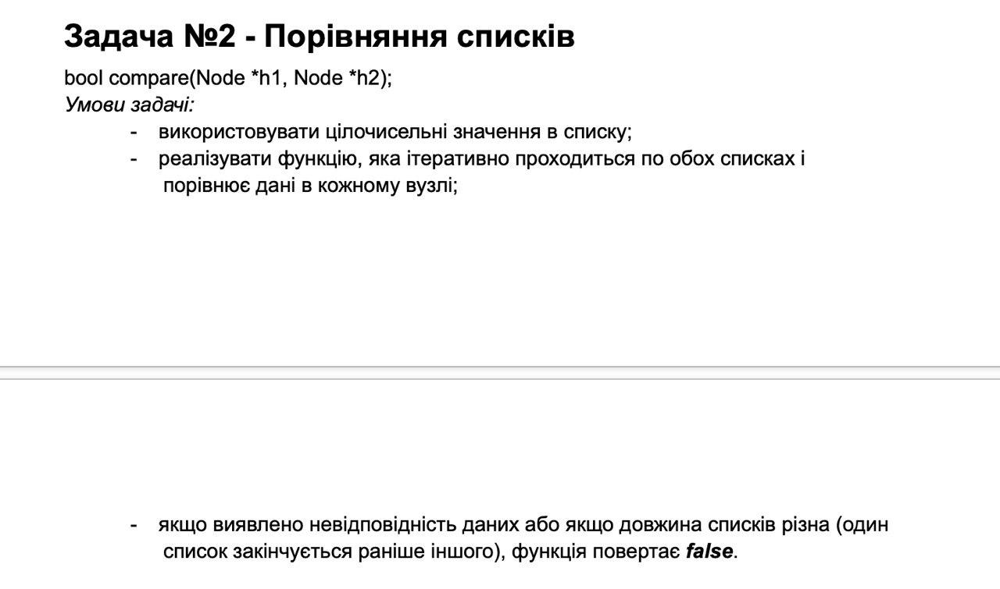 Задача №2 - Порівняння списків
bool compare(Node *h1, Node *h2);
Умови задачі:
- використовувати цілочисельні значення в списку;
- реалізувати функцію, яка ітеративно проходиться по обох списках і
порівнює дані в кожному вузлі;
- якщо виявлено невідповідність даних або якщо довжина списків різна (один
список закінчується раніше іншого), функція повертає false.